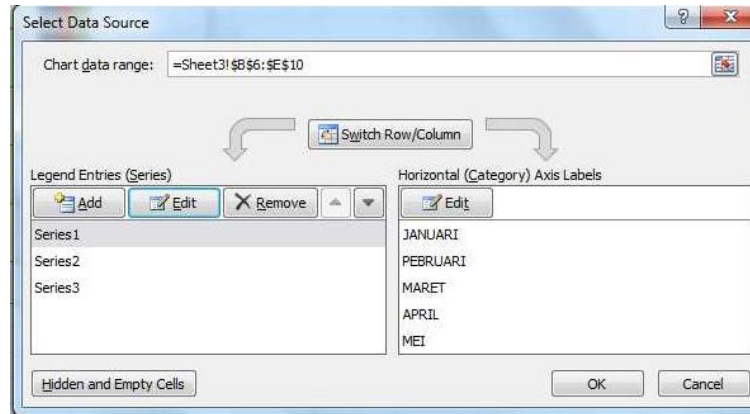 Select Data Source
Chart data range: =Sheet3!$B$6:$E$10
Switch Row/Column
Legend Entries (Series)
Add Edit Remove
Series1
Series2
Series3
Horizontal (Category) Axis Labels
Edit
JANUARI
PEBRUARI
MARET
APRIL
MEI
Hidden and Empty Cells
OK Cancel